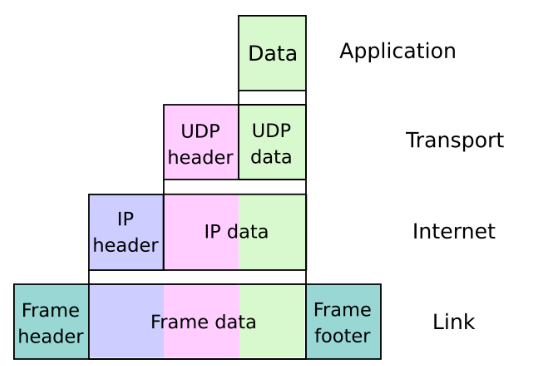 Data
Application
UDP
header
UDP
data
Transport
IP
header
IP data
Internet
Frame
header
Frame data
Frame
footer
Link